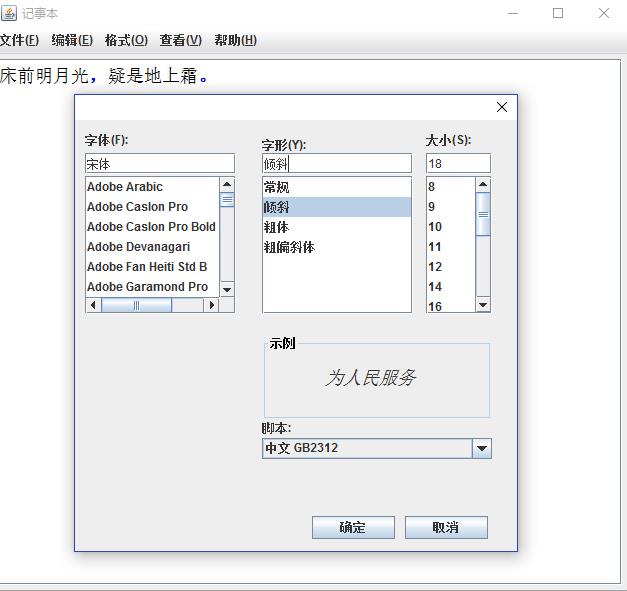 记事本
文件(F) 编辑(E) 格式(O) 查看(V) 帮助(H)
床前明月光，疑是地上霜。
字体(F):
宋体
Adobe Arabic
Adobe Caslon Pro
Adobe Caslon Pro Bold
Adobe Devanagari
Adobe Fan Heiti Std B
Adobe Garamond Pro
字形(Y):
倾斜
常规
倾斜
粗体
粗偏斜体
大小(S):
18
8
9
10
11
12
14
16
示例
为人民服务
脚本:
中文 GB2312
确定 取消